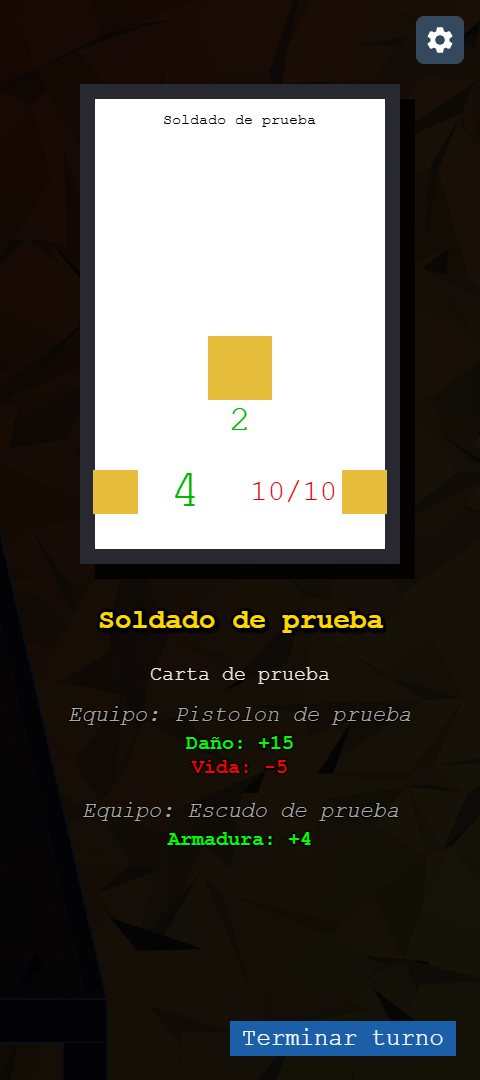 Soldado de prueba
2
4 10/10
Soldado de prueba
Carta de prueba
Equipo: Pistolon de prueba
Daño: +15
Vida: -5
Equipo: Escudo de prueba
Armadura: +4
Terminar turno